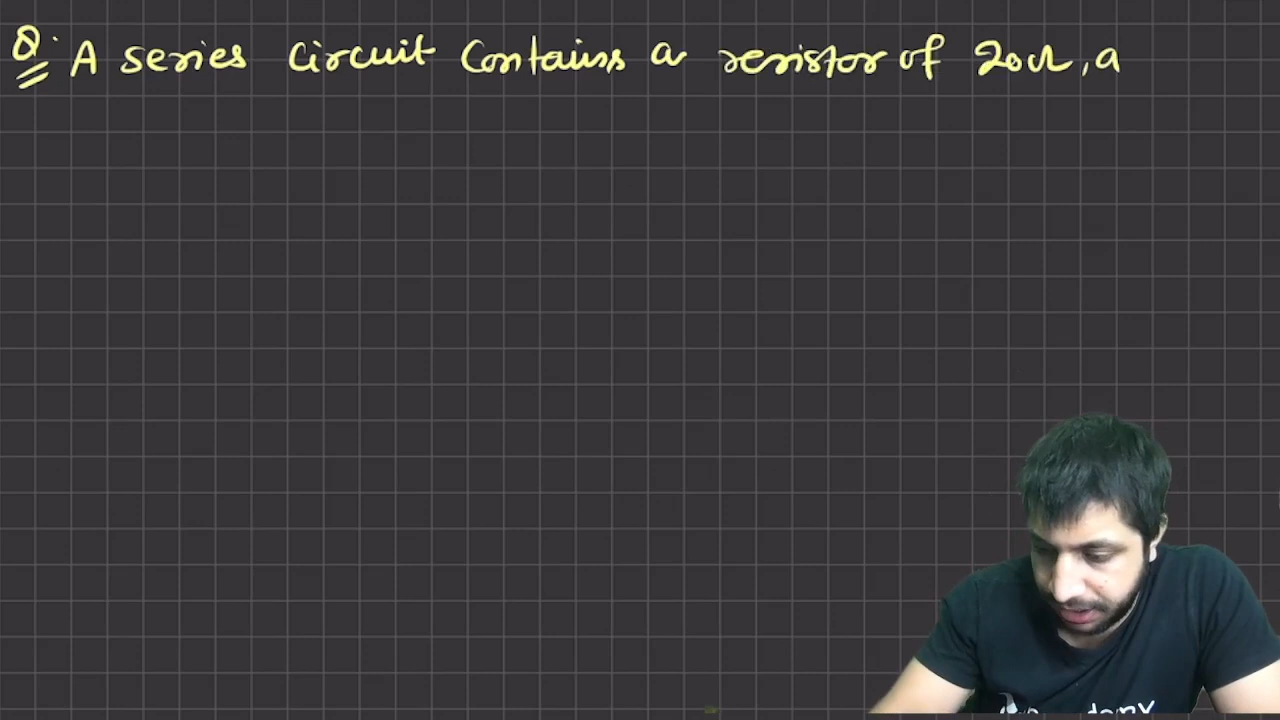 Q. A series circuit contains a resistor of 20Ω, a